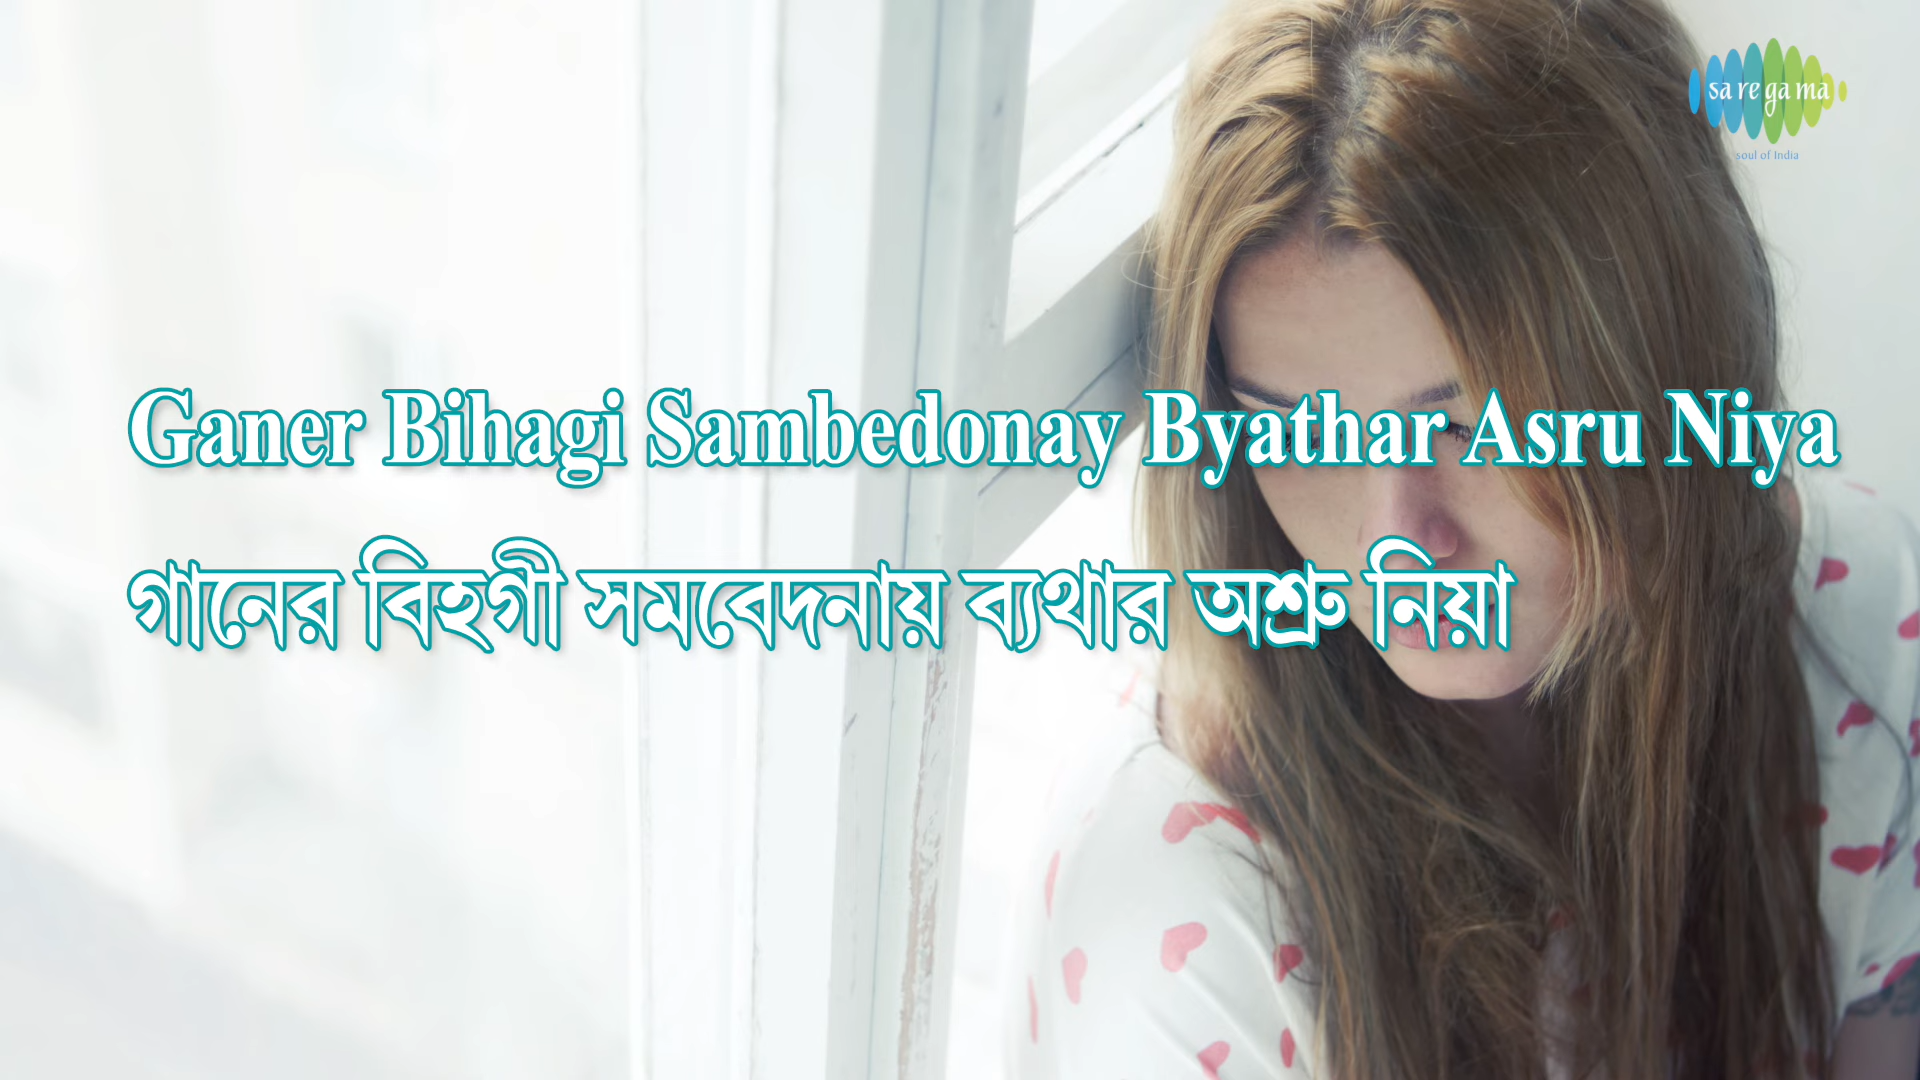 sa re ga ma
soul of India
Ganer Bihagi Sambedonay Byathar Asru Niya
গানের বিহগী সমবেদনায় ব্যথার অশ্রু নিয়া